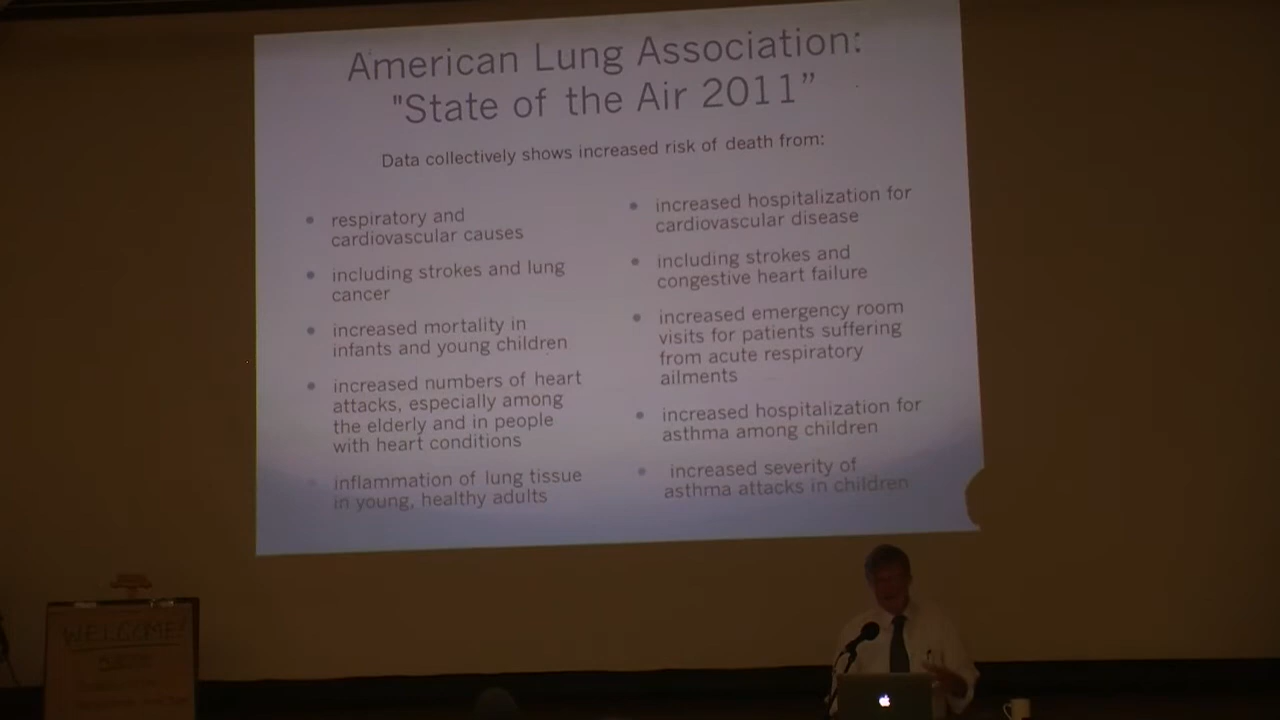 American Lung Association:
"State of the Air 2011”
Data collectively shows increased risk of death from:
• respiratory and
cardiovascular causes
• including strokes and lung
cancer
• increased mortality in
infants and young children
• increased numbers of heart
attacks, especially among
the elderly and in people
with heart conditions
• inflammation of lung tissue
in young, healthy adults
• increased hospitalization for
cardiovascular disease
• including strokes and
congestive heart failure
• increased emergency room
visits for patients suffering
from acute respiratory
ailments
• increased hospitalization for
asthma among children
• increased severity of
asthma attacks in children
WELCOME!